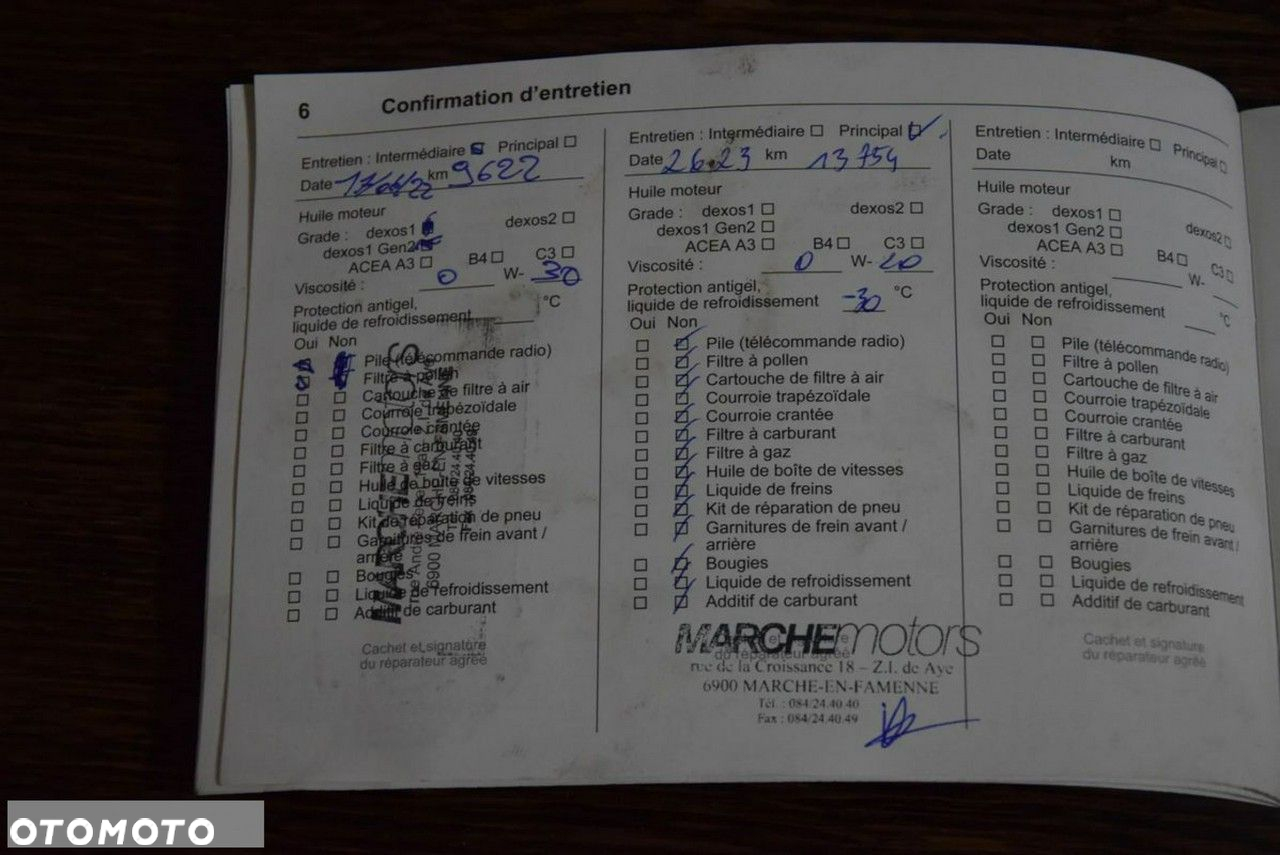 6 Confirmation d'entretien
Entretien : Intermédiaire Principal
Date km 9622
Huile moteur
Grade : dexos1 dexos2
dexos1 Gen2
ACEA A3 B4 C3
Viscosité : 0 W- 30
Protection antigel,
liquide de refroidissement °C
Oui Non
Pile (télécommande radio)
Filtre à pollen
Cartouche de filtre à air
Courroie trapézoïdale
Courroie crantée
Filtre à carburant
Filtre à gaz
Huile de boîte de vitesses
Liquide de freins
Kit de réparation de pneu
Garnitures de frein avant /
arrière
Bougies
Liquide de refroidissement
Additif de carburant
Cachet et signature
du réparateur agréé
Entretien : Intermédiaire Principal
Date 2.6.23 km 13754
Huile moteur
Grade : dexos1 dexos2
dexos1 Gen2
ACEA A3 B4 C3
Viscosité : 0 W- 20
Protection antigel,
liquide de refroidissement -30 °C
Oui Non
Pile (télécommande radio)
Filtre à pollen
Cartouche de filtre à air
Courroie trapézoïdale
Courroie crantée
Filtre à carburant
Filtre à gaz
Huile de boîte de vitesses
Liquide de freins
Kit de réparation de pneu
Garnitures de frein avant /
arrière
Bougies
Liquide de refroidissement
Additif de carburant
MARCHEmotors
Cachet et signature
du réparateur agréé
rue de la Croissance 18 – Z.I. de Aye
6900 MARCHE-EN-FAMENNE
Tél. : 084/24.40.40
Fax : 084/24.40.49
Entretien : Intermédiaire Principal
Date km
Huile moteur
Grade : dexos1 dexos2
dexos1 Gen2
ACEA A3 B4 C3
Viscosité : W-
Protection antigel,
liquide de refroidissement °C
Oui Non
Pile (télécommande radio)
Filtre à pollen
Cartouche de filtre à air
Courroie trapézoïdale
Courroie crantée
Filtre à carburant
Filtre à gaz
Huile de boîte de vitesses
Liquide de freins
Kit de réparation de pneu
Garnitures de frein avant /
arrière
Bougies
Liquide de refroidissement
Additif de carburant
Cachet et signature
du réparateur agréé
OTOMOTO